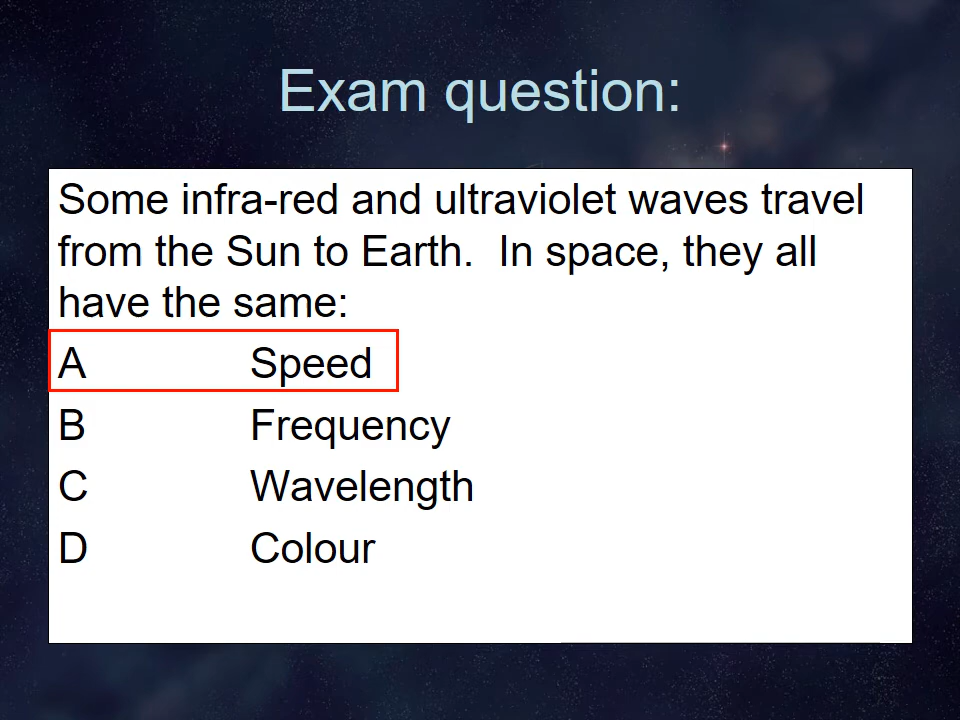 Exam question:
Some infra-red and ultraviolet waves travel
from the Sun to Earth.  In space, they all
have the same:
A Speed
B Frequency
C Wavelength
D Colour